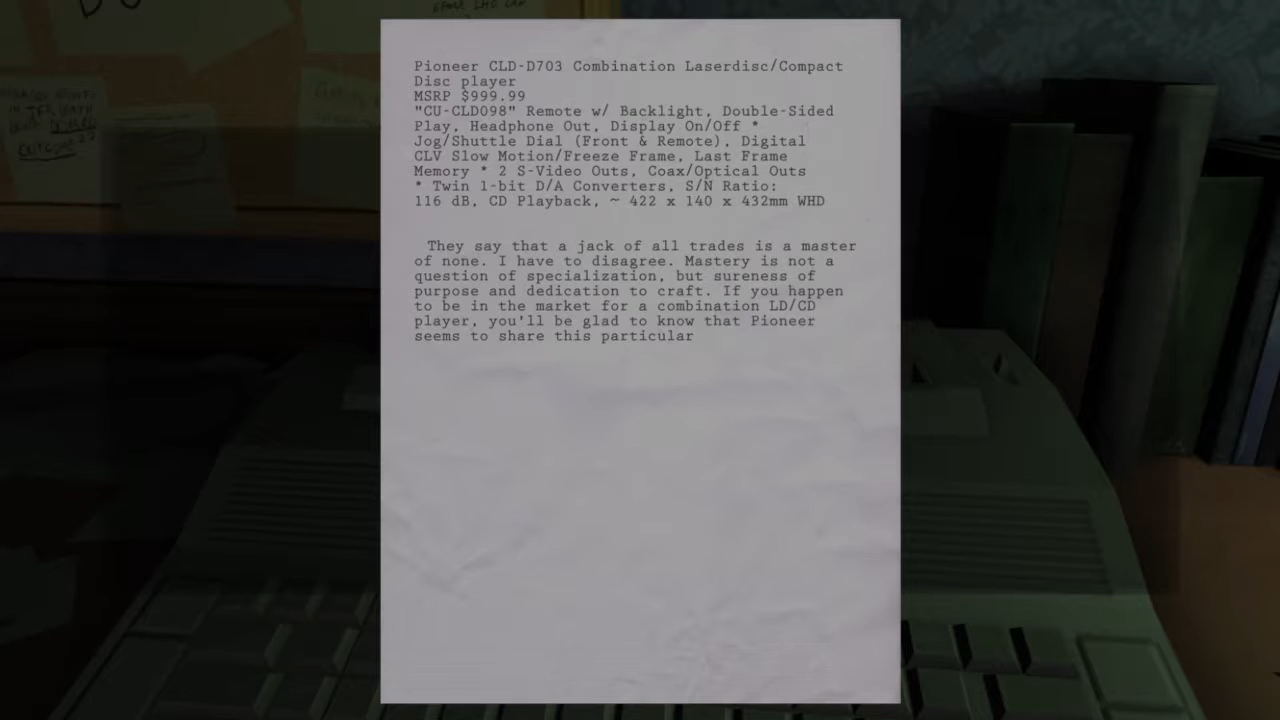 Pioneer CLD-D703 Combination Laserdisc/Compact
Disc player
MSRP $999.99
"CU-CLD098" Remote w/ Backlight, Double-Sided
Play, Headphone Out, Display On/Off *
Jog/Shuttle Dial (Front & Remote), Digital
CLV Slow Motion/Freeze Frame, Last Frame
Memory * 2 S-Video Outs, Coax/Optical Outs
* Twin 1-bit D/A Converters, S/N Ratio:
116 dB, CD Playback, ~ 422 x 140 x 432mm WHD
They say that a jack of all trades is a master
of none. I have to disagree. Mastery is not a
question of specialization, but sureness of
purpose and dedication to craft. If you happen
to be in the market for a combination LD/CD
player, you'll be glad to know that Pioneer
seems to share this particular